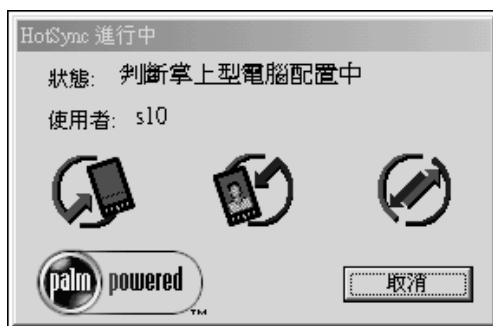 HotSync 進行中
狀態: 判斷掌上型電腦配置中
使用者: s10
palm powered
TM
取消